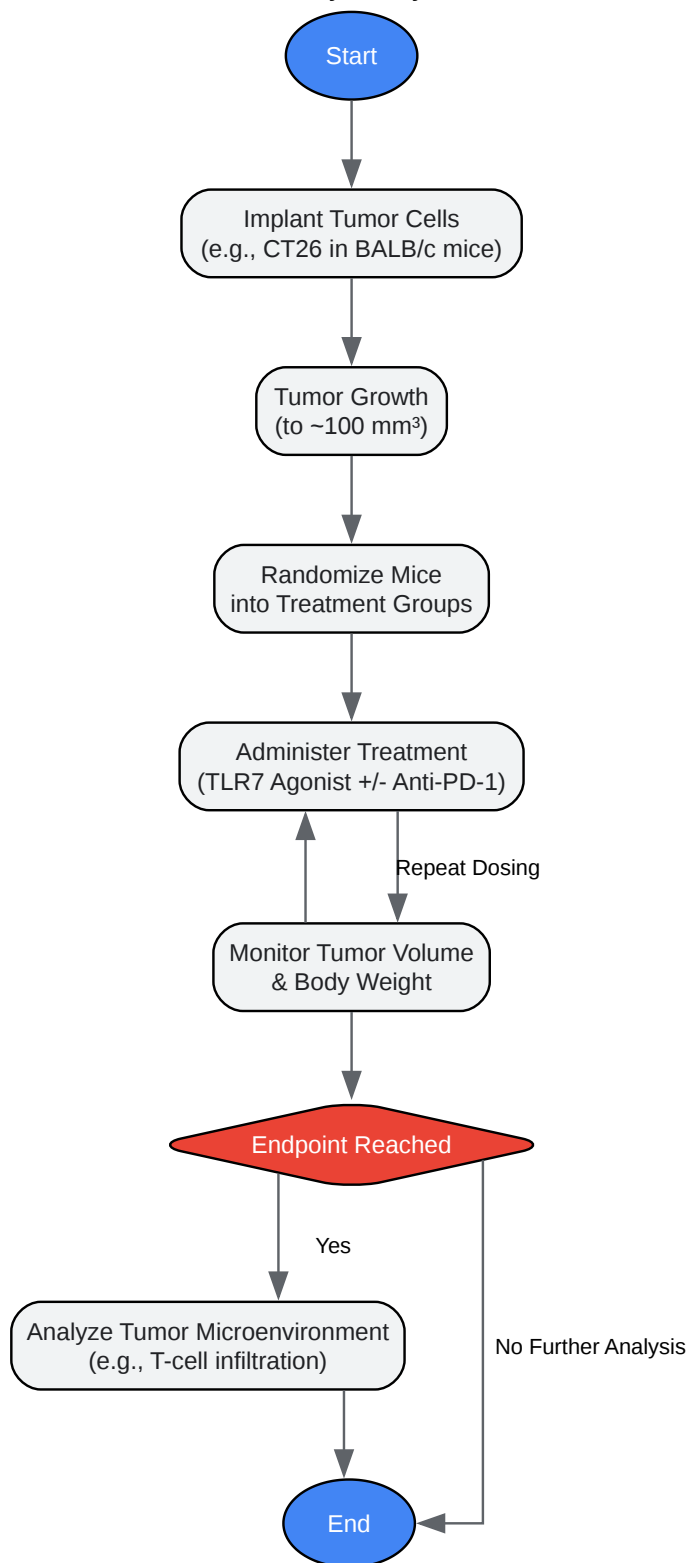 Start
Implant Tumor Cells
(e.g., CT26 in BALB/c mice)
Tumor Growth
(to ~100 mm³)
Randomize Mice
into Treatment Groups
Administer Treatment
(TLR7 Agonist +/- Anti-PD-1)
Repeat Dosing
Monitor Tumor Volume
& Body Weight
Endpoint Reached
Yes
Analyze Tumor Microenvironment
(e.g., T-cell infiltration)
No Further Analysis
End